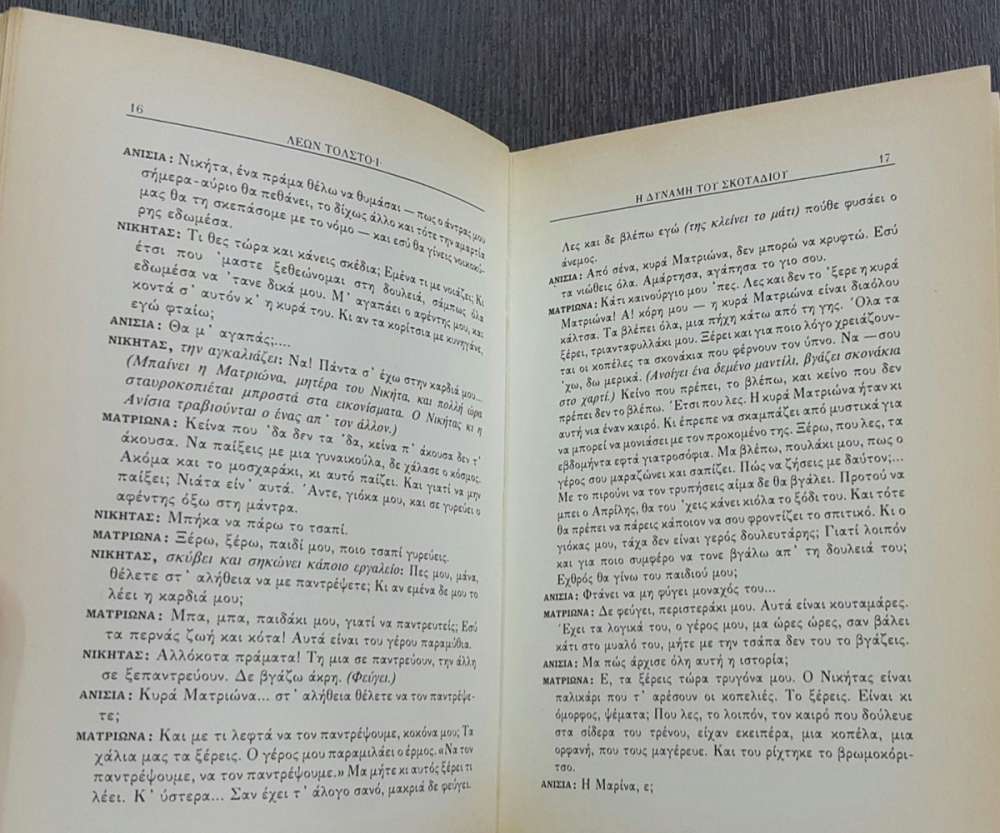 16
ΛΕΩΝ ΤΟΛΣΤΟ·Ι·
ΑΝΙΣΙΑ: Νικήτα, ένα πράμα θέλω να θυμάσαι — πως ο άντρας μου
σήμερα-αύριο θα πεθάνει, το δίχως άλλο και τότε την αμαρτία
μας θα τη σκεπάσομε με το νόμο — και εσύ θα γίνεις νοικοκύ-
ρης εδωμέσα.
ΝΙΚΗΤΑΣ: Τι θες τώρα και κάνεις σκέδια; Εμένα τι με νοιάζει; Κι
έτσι που ᾽μαστε ξεθεώνομαι στη δουλειά, σάμπως όλα
εδωμέσα να ᾽τανε δικά μου. Μ᾽ αγαπάει ο αφέντης μου, και
κοντά σ᾽ αυτόν κ᾽ η κυρά του. Κι αν τα κορίτσια με κυνηγάνε,
εγώ φταίω;
ΑΝΙΣΙΑ: Θα μ᾽ αγαπάς;....
ΝΙΚΗΤΑΣ, την αγκαλιάζει: Να! Πάντα σ᾽ έχω στην καρδιά μου...
(Μπαίνει η Ματριώνα, μητέρα του Νικήτα, και πολλή ώρα
σταυροκοπιέται μπροστά στα εικονίσματα. Ο Νικήτας κι η
Ανίσια τραβιούνται ο ένας απ᾽ τον άλλον.)
ΜΑΤΡΙΩΝΑ: Κείνα που ᾽δα δεν τα ᾽δα, κείνα π᾽ άκουσα δεν τ᾽
άκουσα. Να παίξεις με μια γυναικούλα, δε χάλασε ο κόσμος.
Ακόμα και το μοσχαράκι, κι αυτό παίζει. Και γιατί να μην
παίξει; Νιάτα είν᾽ αυτά. Άντε, γιόκα μου, και σε γυρεύει ο
αφέντης όξω στη μάντρα.
ΝΙΚΗΤΑΣ: Μπήκα να πάρω το τσαπί.
ΜΑΤΡΙΩΝΑ: Ξέρω, ξέρω, παιδί μου, ποιο τσαπί γυρεύεις.
ΝΙΚΗΤΑΣ, σκύβει και σηκώνει κάποιο εργαλείο: Πες μου, μάνα,
θέλετε στ᾽ αλήθεια να με παντρέψετε; Κι αν εμένα δε μου το
λέει η καρδιά μου;
ΜΑΤΡΙΩΝΑ: Μπα, μπα, παιδάκι μου, γιατί να παντρευτείς; Εσύ
τα περνάς ζωή και κότα! Αυτά είναι του γέρου παραμύθια.
ΝΙΚΗΤΑΣ: Αλλόκοτα πράματα! Τη μια σε παντρεύουν, την άλλη
σε ξεπαντρεύουν. Δε βγάζω άκρη. (Φεύγει.)
ΑΝΙΣΙΑ: Κυρά Ματριώνα... στ᾽ αλήθεια θέλετε να τον παντρέψε-
τε;
ΜΑΤΡΙΩΝΑ: Και με τι λεφτά να τον παντρέψουμε, κοκόνα μου; Τα
χάλια μας τα ξέρεις. Ο γέρος μου παραμιλάει ο έρμος. «Να τον
παντρέψουμε, να τον παντρέψουμε.» Μα μήτε κι αυτός ξέρει τι
λέει. Κ᾽ ύστερα... Σαν έχει τ᾽ άλογο σανό, μακριά δε φεύγει.
17
Η ΔΥΝΑΜΗ ΤΟΥ ΣΚΟΤΑΔΙΟΥ
Λες και δε βλέπω εγώ (της κλείνει το μάτι) πούθε φυσάει ο
άνεμος.
ΑΝΙΣΙΑ: Από σένα, κυρά Ματριώνα, δεν μπορώ να κρυφτώ. Εσύ
τα νιώθεις όλα. Αμάρτησα, αγάπησα το γιο σου.
ΜΑΤΡΙΩΝΑ: Κάτι καινούργιο μου ᾽πες. Λες και δεν το ᾽ξερε η κυρά
Ματριώνα! Α! κόρη μου — η κυρά Ματριώνα είναι διαόλου
κάλτσα. Τα βλέπει όλα, μια πήχη κάτω από τη γης. Όλα τα
ξέρει, τριανταφυλλάκι μου. Ξέρει και για ποιο λόγο χρειάζουν-
ται οι κοπέλες τα σκονάκια που φέρνουν τον ύπνο. Να —σου
᾽χω, δω μερικά. (Ανοίγει ένα δεμένο μαντίλι, βγάζει σκονάκια
στο χαρτί.) Κείνο που πρέπει, το βλέπω, και κείνο που δεν
πρέπει δεν το βλέπω. Έτσι που λες. Η κυρά Ματριώνα ήταν κι
αυτή νια έναν καιρό. Κι έπρεπε να σκαμπάζει από μυστικά για
να μπορεί να μονιάσει με τον προκομένο της. Ξέρω, που λες, τα
εβδομήντα εφτά γιατροσόφια. Μα βλέπω, πουλάκι μου, πως ο
γέρος σου μαραζώνει και σαπίζει. Πώς να ζήσεις με δαύτον;...
Με το πιρούνι να τον τρυπήσεις αίμα δε θα βγάλει. Προτού να
μπει ο Απρίλης, θα του ᾽χεις κάνει κιόλα το ξόδι του. Και τότε
θα πρέπει να πάρεις κάποιον να σου φροντίζει το σπιτικό. Κι ο
γιόκας μου, τάχα δεν είναι γερός δουλευτάρης; Γιατί λοιπόν
και για ποιο συμφέρο να τονε βγάλω απ᾽ τη δουλειά του;
Εχθρός θα γίνω του παιδιού μου;
ΑΝΙΣΙΑ: Φτάνει να μη φύγει μοναχός του...
ΜΑΤΡΙΩΝΑ: Δε φεύγει, περιστεράκι μου. Αυτά είναι κουταμάρες.
Έχει τα λογικά του, ο γέρος μου, μα ώρες ώρες, σαν βάλει
κάτι στο μυαλό του, μήτε με την τσάπα δεν του το βγάζεις.
ΑΝΙΣΙΑ: Μα πώς άρχισε όλη αυτή η ιστορία;
ΜΑΤΡΙΩΝΑ: Ε, τα ξέρεις τώρα τρυγόνα μου. Ο Νικήτας είναι
παλικάρι που τ᾽ αρέσουν οι κοπελιές. Το ξέρεις. Είναι κι
όμορφος, ψέματα; Που λες, το λοιπόν, τον καιρό που δούλευε
στα σίδερα του τρένου, είχαν εκειπέρα, μια κοπέλα, μια
ορφανή, που τους μαγέρευε. Και του ρίχτηκε το βρωμοκόρι-
τσο.
ΑΝΙΣΙΑ: Η Μαρίνα, ε;